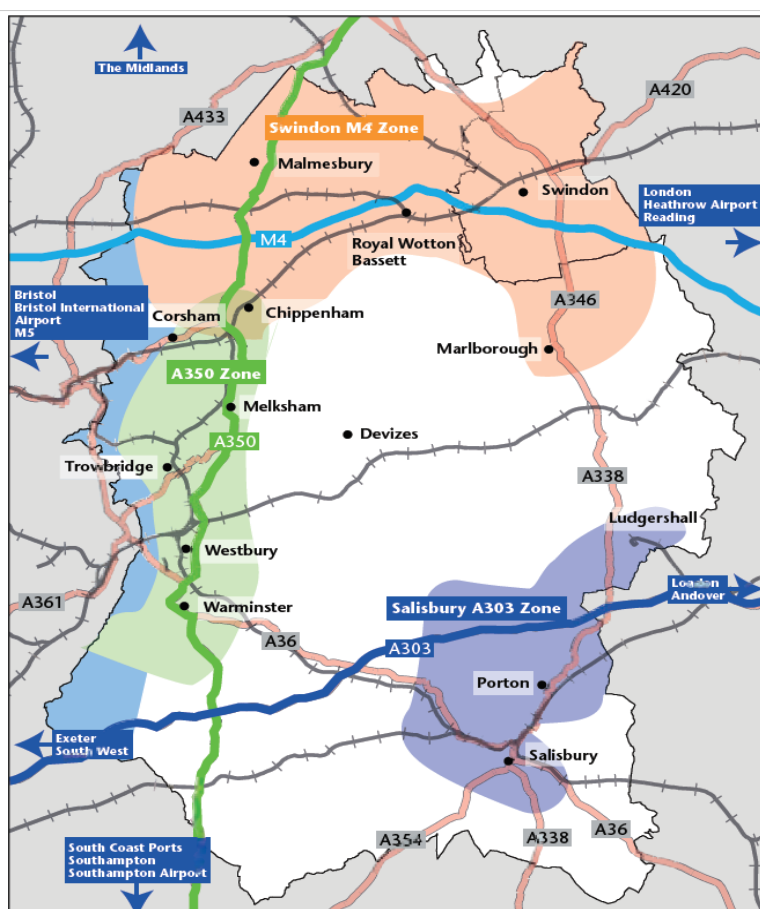 The Midlands
A433
A420
Swindon M4 Zone
Malmesbury
Swindon
London
Heathrow Airport
Reading
Royal Wotton
Bassett
M4
Bristol
Bristol International
Airport
M5
A346
Corsham
Chippenham
Marlborough
A350 Zone
Melksham
Devizes
A350
Trowbridge
A338
Ludgershall
Westbury
London
Andover
A361
Warminster
Salisbury A303 Zone
A36
A303
Porton
Exeter
South West
Salisbury
A354
A338
A36
South Coast Ports
Southampton
Southampton Airport